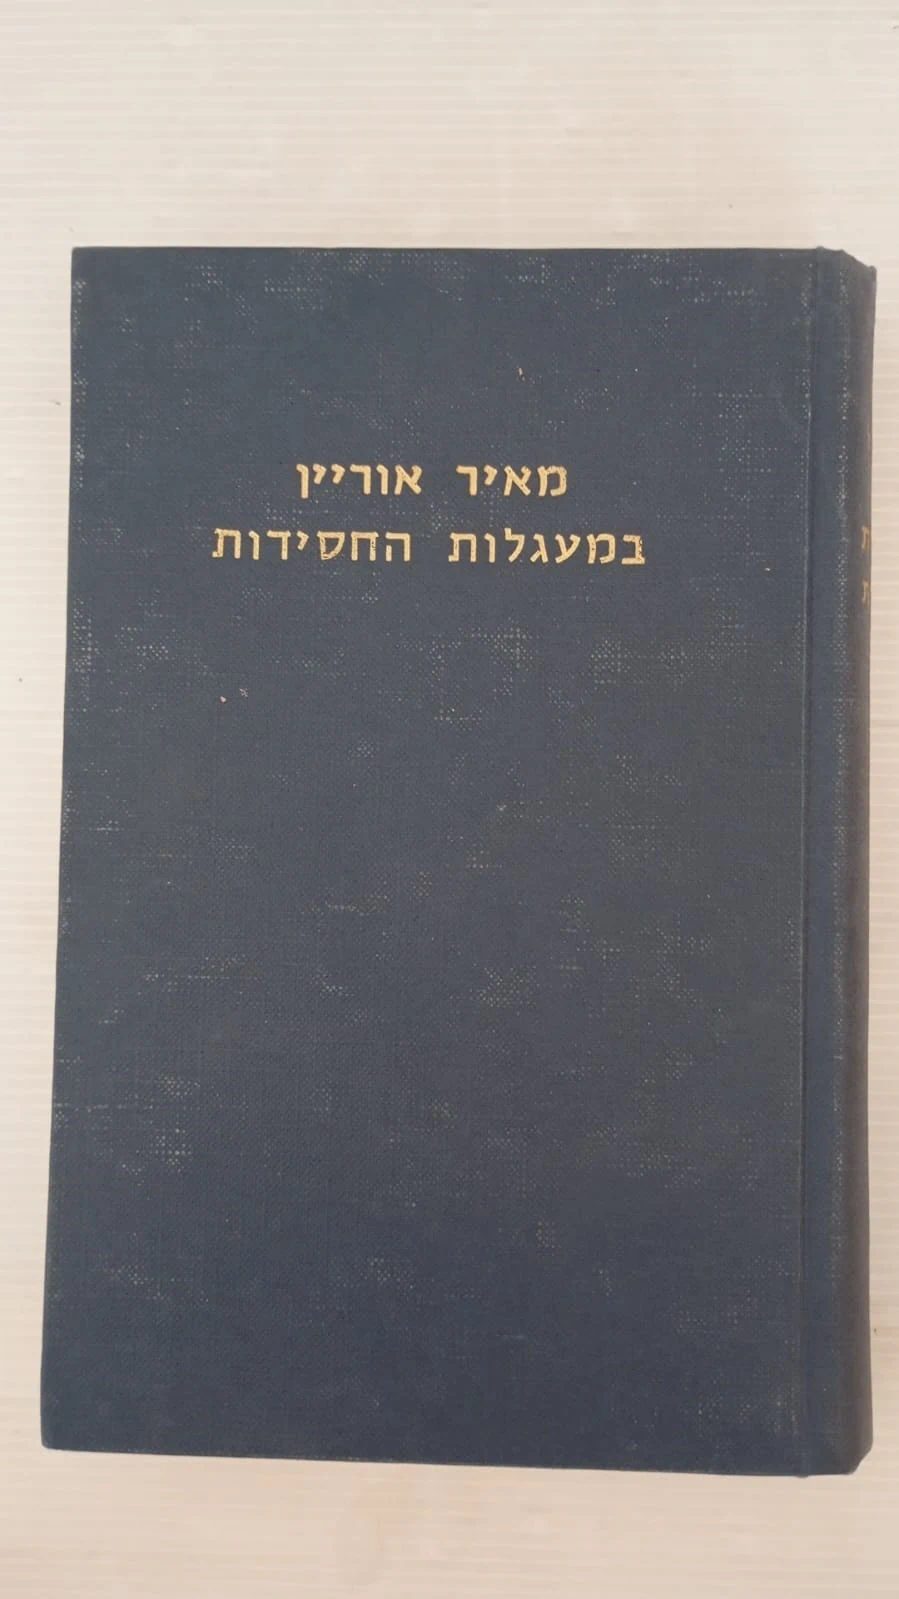 מאיר אוריין
במעגלות החסידות